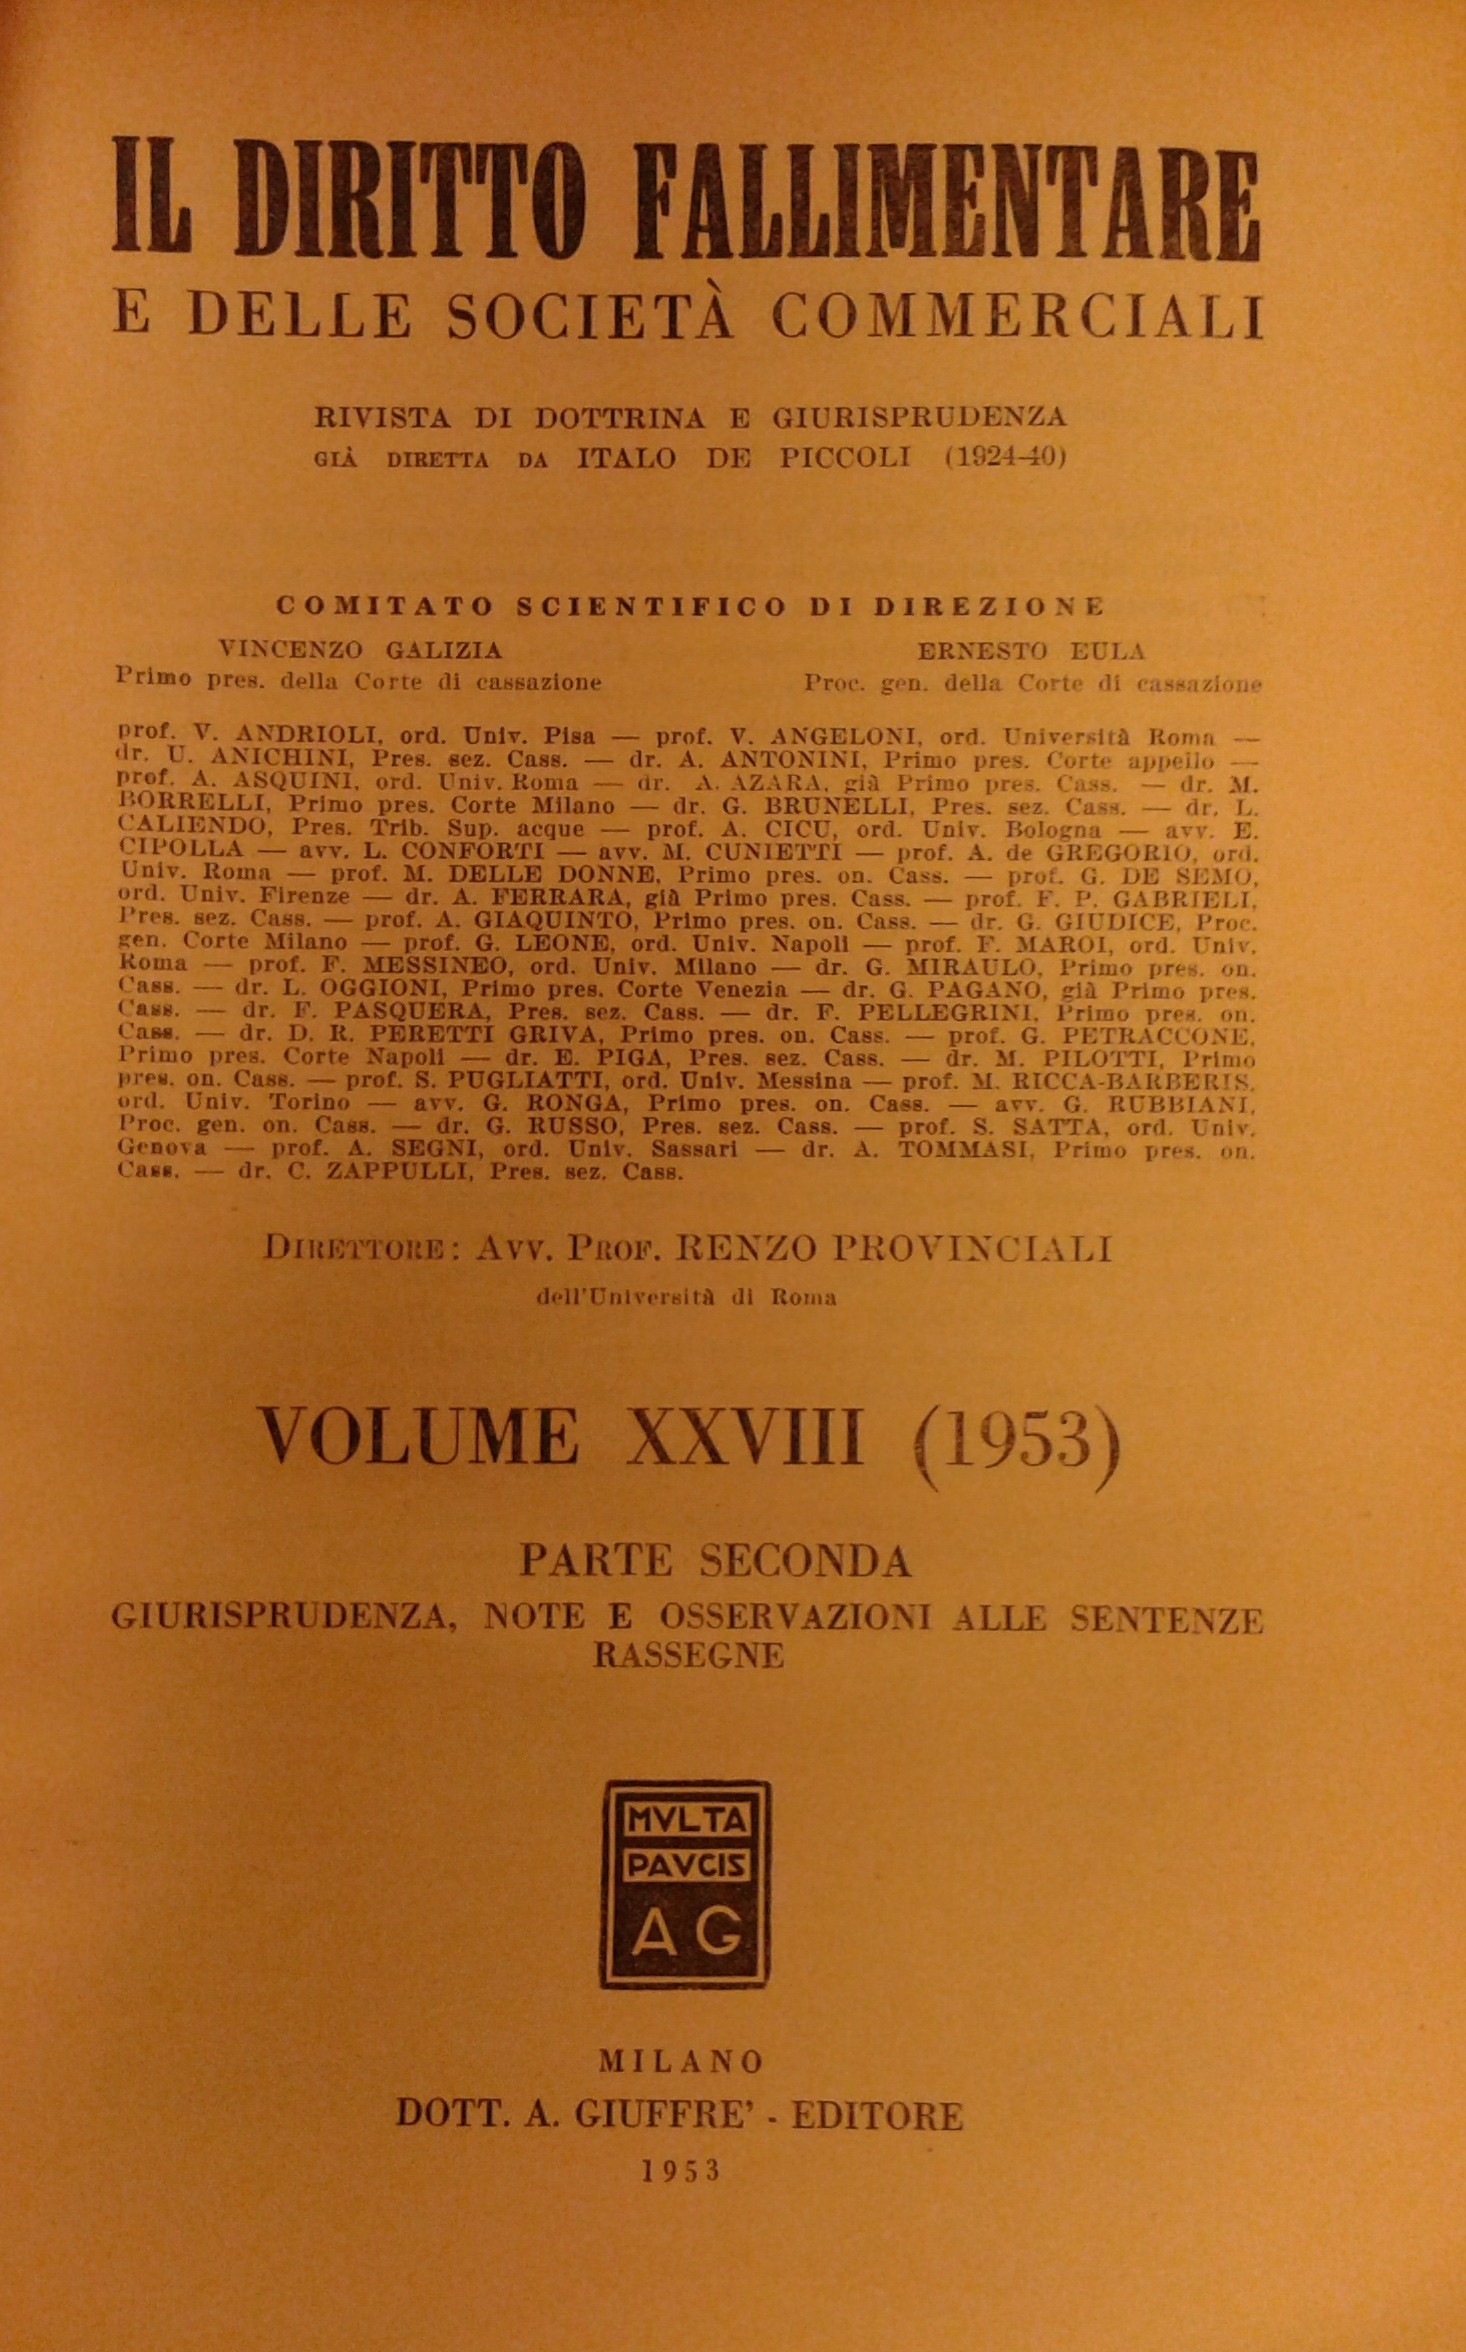 IL DIRITTO FALLIMENTARE
E DELLE SOCIETÀ COMMERCIALI
RIVISTA DI DOTTRINA E GIURISPRUDENZA
GIÀ DIRETTA DA ITALO DE PICCOLI (1924-40)
COMITATO SCIENTIFICO DI DIREZIONE
VINCENZO GALIZIA
Primo pres. della Corte di cassazione
ERNESTO EULA
Proc. gen. della Corte di cassazione
prof. V. ANDRIOLI, ord. Univ. Pisa — prof. V. ANGELONI, ord. Università Roma —
dr. U. ANICHINI, Pres. sez. Cass. — dr. A. ANTONINI, Primo pres. Corte appello —
prof. A. ASQUINI, ord. Univ. Roma — dr. A. AZARA, già Primo pres. Cass. — dr. M.
BORRELLI, Primo pres. Corte Milano — dr. G. BRUNELLI, Pres. sez. Cass. — dr. L.
CALIENDO, Pres. Trib. Sup. acque — prof. A. CICU, ord. Univ. Bologna — avv. E.
CIPOLLA — avv. L. CONFORTI — avv. M. CUNIETTI — prof. A. de GREGORIO, ord.
Univ. Roma — prof. M. DELLE DONNE, Primo pres. on. Cass. — prof. G. DE SEMO,
ord. Univ. Firenze — dr. A. FERRARA, già Primo pres. Cass. — prof. F. P. GABRIELI,
Pres. sez. Cass. — prof. A. GIAQUINTO, Primo pres. on. Cass. — dr. G. GIUDICE, Proc.
gen. Corte Milano — prof. G. LEONE, ord. Univ. Napoli — prof. F. MAROI, ord. Univ.
Roma — prof. F. MESSINEO, ord. Univ. Milano — dr. G. MIRAULO, Primo pres. on.
Cass. — dr. L. OGGIONI, Primo pres. Corte Venezia — dr. G. PAGANO, già Primo pres.
Cass. — dr. F. PASQUERA, Pres. sez. Cass. — dr. F. PELLEGRINI, Primo pres. on.
Cass. — dr. D. R. PERETTI GRIVA, Primo pres. on. Cass. — prof. G. PETRACCONE,
Primo pres. Corte Napoli — dr. E. PIGA, Pres. sez. Cass. — dr. M. PILOTTI, Primo
pres. on. Cass. — prof. S. PUGLIATTI, ord. Univ. Messina — prof. M. RICCA-BARBERIS,
ord. Univ. Torino — avv. G. RONGA, Primo pres. on. Cass. — avv. G. RUBBIANI,
Proc. gen. on. Cass. — dr. G. RUSSO, Pres. sez. Cass. — prof. S. SATTA, ord. Univ.
Genova — prof. A. SEGNI, ord. Univ. Sassari — dr. A. TOMMASI, Primo pres. on.
Cass. — dr. C. ZAPPULLI, Pres. sez. Cass.
DIRETTORE: AVV. PROF. RENZO PROVINCIALI
dell'Università di Roma
VOLUME XXVIII (1953)
PARTE SECONDA
GIURISPRUDENZA, NOTE E OSSERVAZIONI ALLE SENTENZE
RASSEGNE
MVLTA
PAVCIS
AG
MILANO
DOTT. A. GIUFFRE' - EDITORE
1953